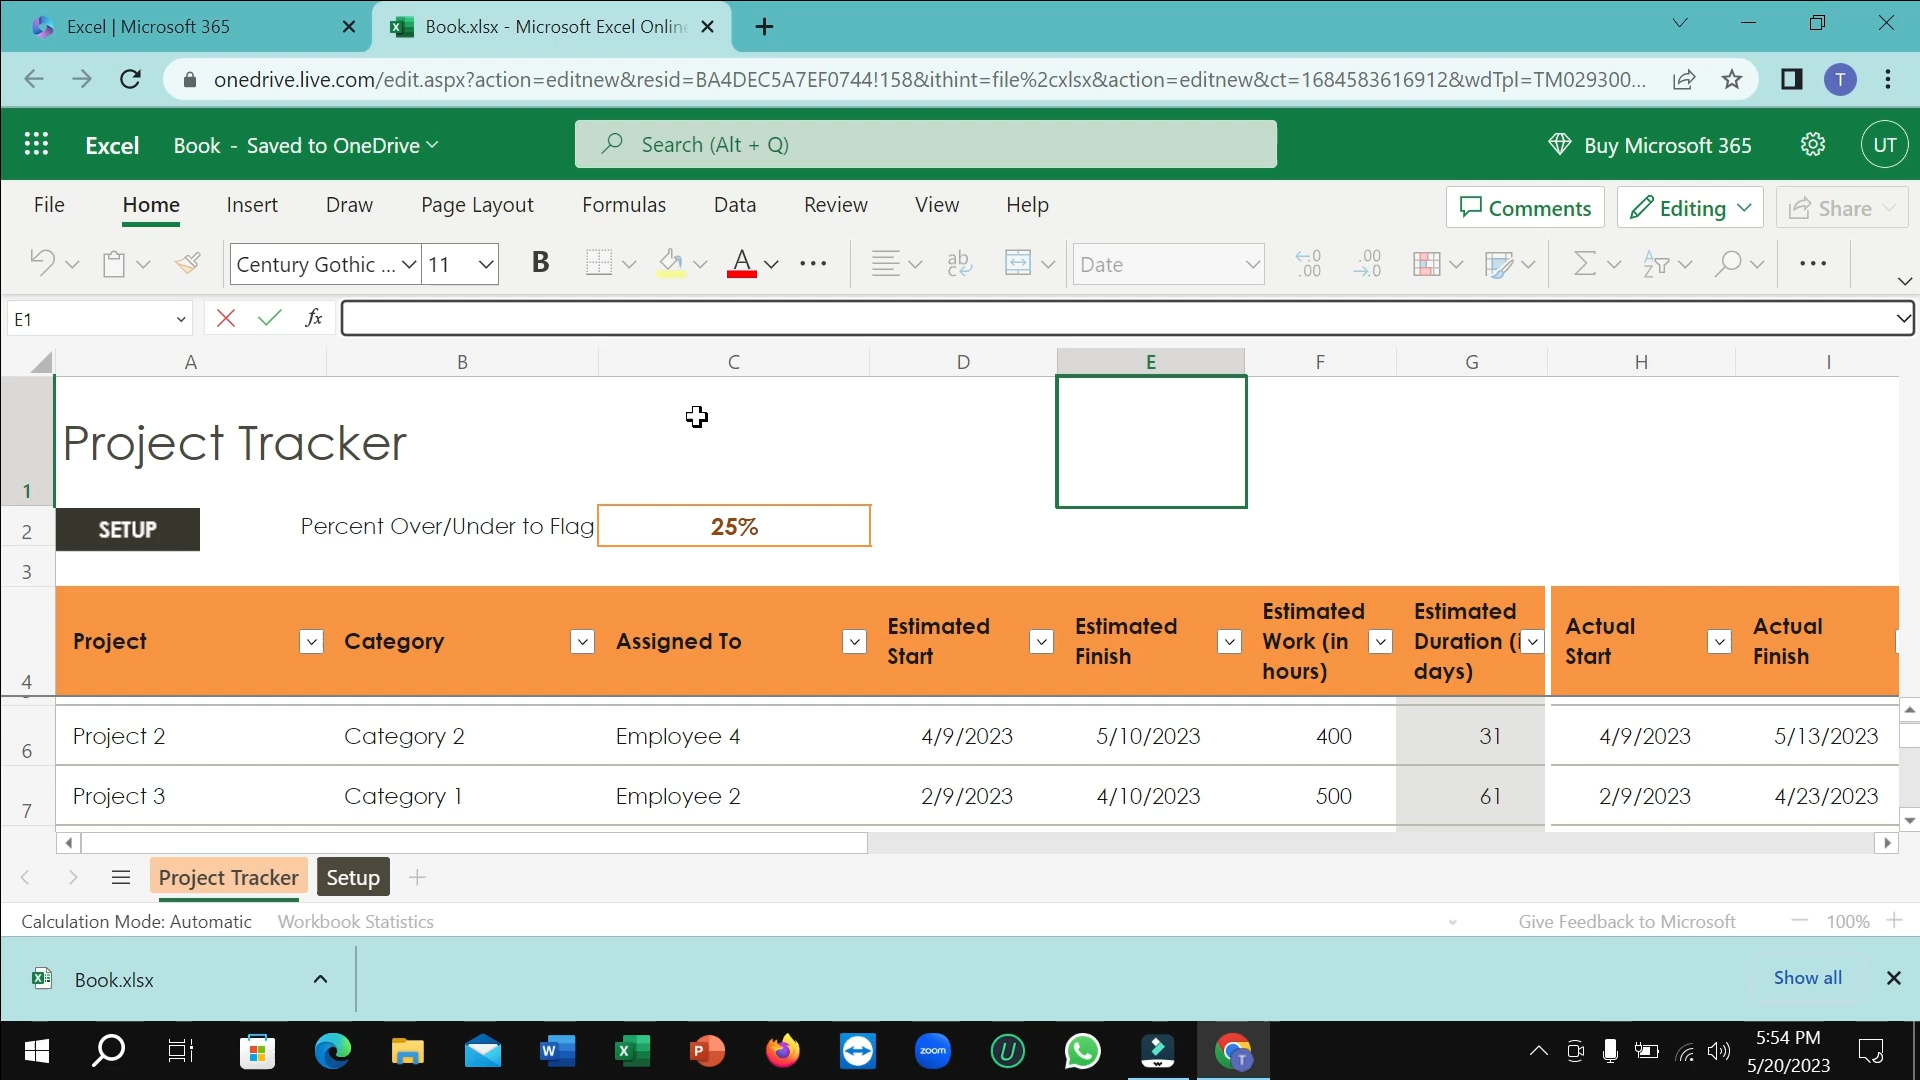 Excel | Microsoft 365
Book.xlsx - Microsoft Excel Online
onedrive.live.com/edit.aspx?action=editnew&resid=BA4DEC5A7EF0744!158&ithint=file%2cxlsx&action=editnew&ct=1684583616912&wdTpl=TM029300...
T
Excel
Book - Saved to OneDrive
Search (Alt + Q)
Buy Microsoft 365
UT
File Home Insert Draw Page Layout Formulas Data Review View Help
Comments
Editing
Share
Century Gothic ... 11 B A ab Date
E1
fx
A B C D E F G H I
1 Project Tracker
2 SETUP Percent Over/Under to Flag 25%
3
4 Project Category Assigned To Estimated Start Estimated Finish Estimated Work (in hours) Estimated Duration (i days) Actual Start Actual Finish
6 Project 2 Category 2 Employee 4 4/9/2023 5/10/2023 400 31 4/9/2023 5/13/2023
7 Project 3 Category 1 Employee 2 2/9/2023 4/10/2023 500 61 2/9/2023 4/23/2023
Project Tracker Setup
Calculation Mode: Automatic Workbook Statistics
Give Feedback to Microsoft
100%
Book.xlsx
Show all
zoom
5:54 PM
5/20/2023